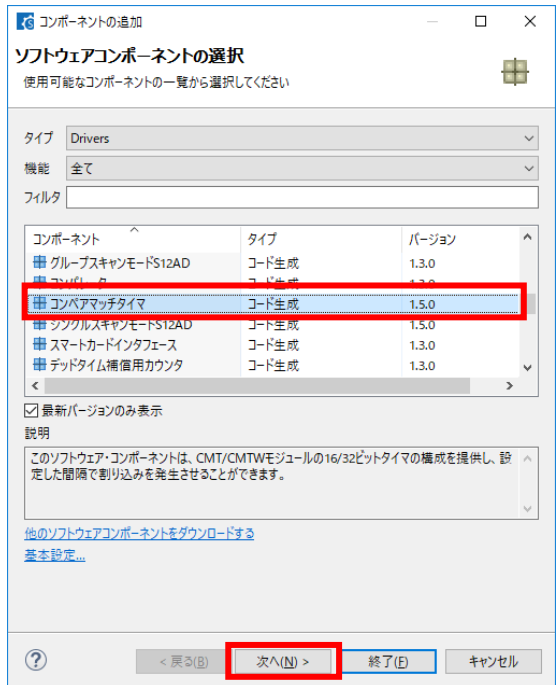 コンポーネントの追加
ソフトウェアコンポーネントの選択
使用可能なコンポーネントの一覧から選択してください
タイプ Drivers
機能 全て
フィルタ
コンポーネント タイプ バージョン
グループスキャンモードS12AD コード生成 1.3.0
コンパレータ コード生成 1.3.0
コンペアマッチタイマ コード生成 1.5.0
シングルスキャンモードS12AD コード生成 1.5.0
スマートカードインタフェース コード生成 1.3.0
デッドタイム補償用カウンタ コード生成 1.3.0
最新バージョンのみ表示
説明
このソフトウェア・コンポーネントは、CMT/CMTWモジュールの16/32ビットタイマの構成を提供し、設
定した間隔で割り込みを発生させることができます。
他のソフトウェアコンポーネントをダウンロードする
基本設定...
< 戻る(B) 次へ(N) > 終了(F) キャンセル